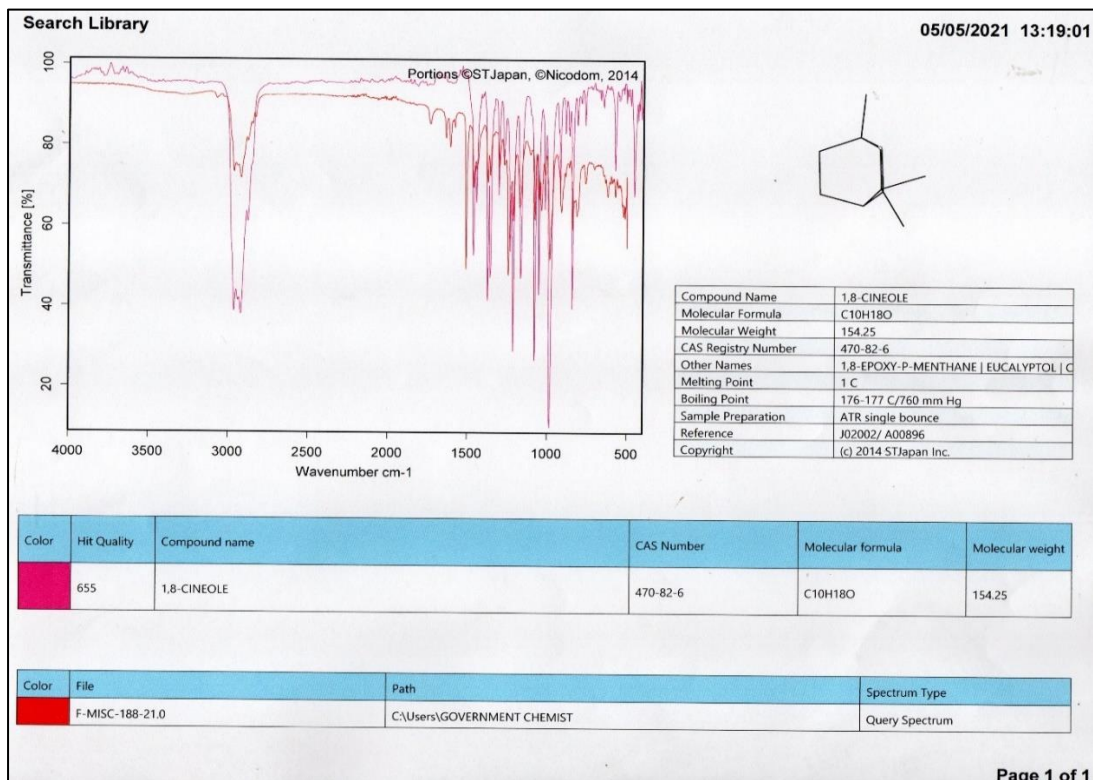 Search Library
05/05/2021 13:19:01
Portions ©STJapan, ©Nicodom, 2014
Transmittance [%]
100
80
60
40
20
4000 3500 3000 2500 2000 1500 1000 500
Wavenumber cm-1
Compound Name 1,8-CINEOLE
Molecular Formula C10H18O
Molecular Weight 154.25
CAS Registry Number 470-82-6
Other Names 1,8-EPOXY-P-MENTHANE | EUCALYPTOL | C
Melting Point 1 C
Boiling Point 176-177 C/760 mm Hg
Sample Preparation ATR single bounce
Reference J02002/ A00896
Copyright (c) 2014 STJapan Inc.
Color Hit Quality Compound name CAS Number Molecular formula Molecular weight
655 1,8-CINEOLE 470-82-6 C10H18O 154.25
Color File Path Spectrum Type
F-MISC-188-21.0 C:\Users\GOVERNMENT CHEMIST Query Spectrum
Page 1 of 1